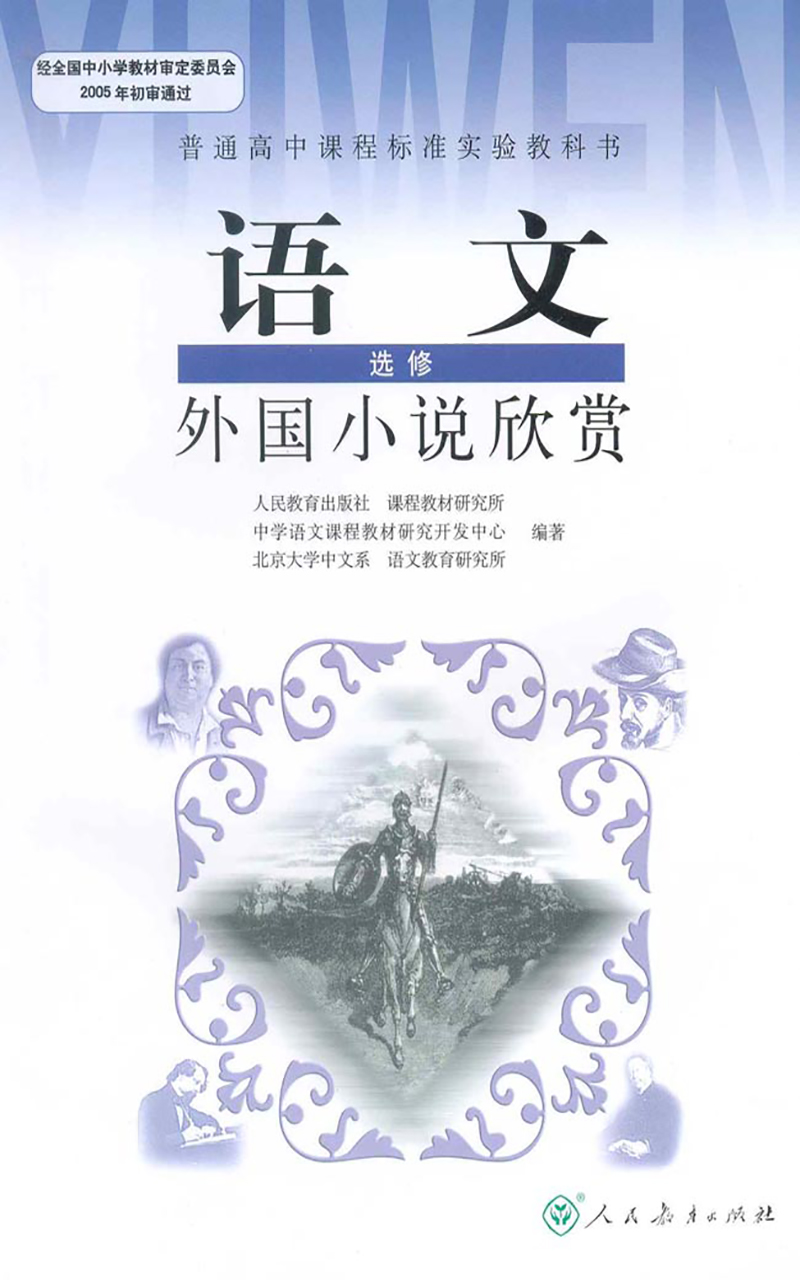 YUWEN
经全国中小学教材审定委员会
2005年初审通过
普通高中课程标准实验教科书
语文
选修
外国小说欣赏
人民教育出版社 课程教材研究所
中学语文课程教材研究开发中心 编著
北京大学中文系 语文教育研究所
®人民教育出版社